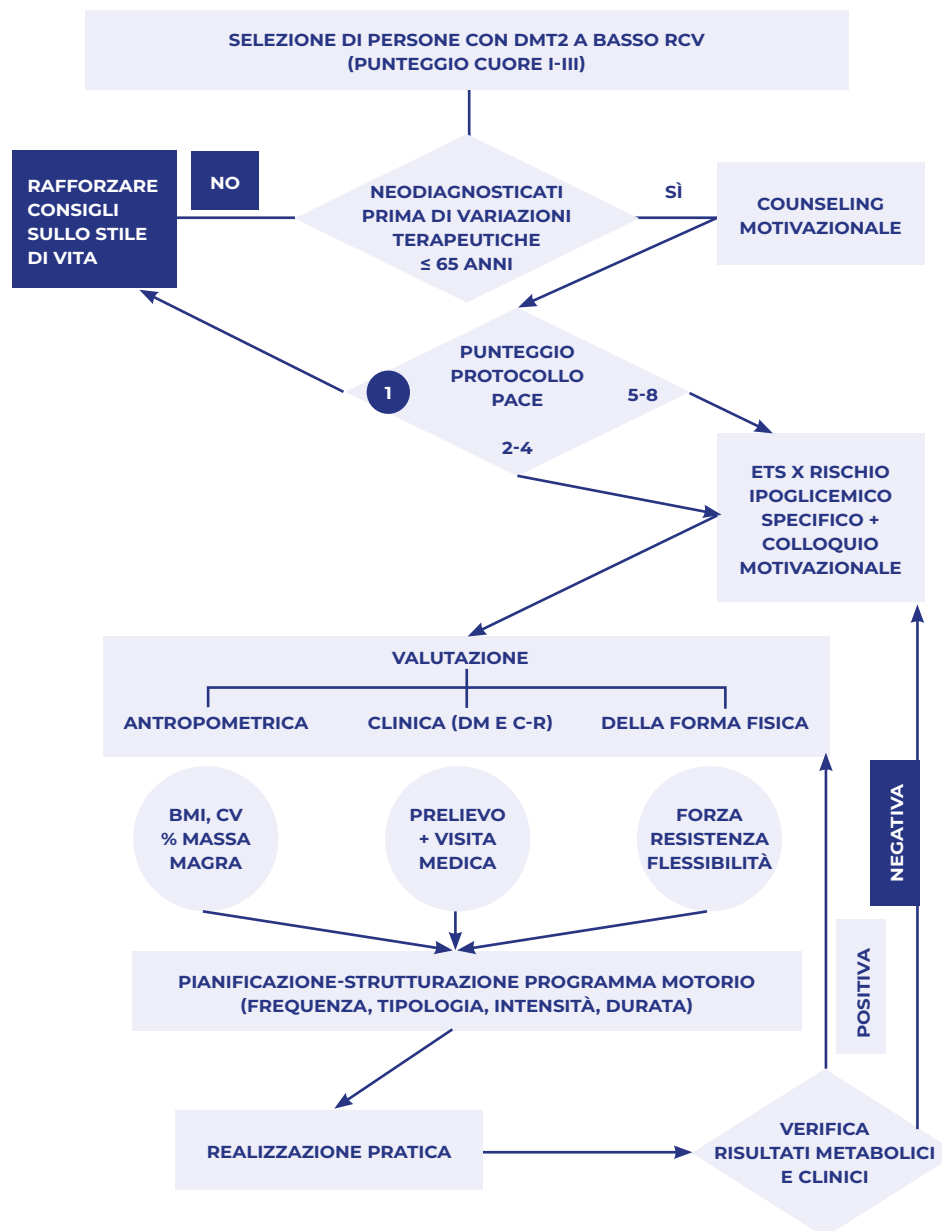 SELEZIONE DI PERSONE CON DMT2 A BASSO RCV
(PUNTEGGIO CUORE I-III)
RAFFORZARE
CONSIGLI
SULLO STILE
DI VITA
NO
NEODIAGNOSTICATI
PRIMA DI VARIAZIONI
TERAPEUTICHE
≤ 65 ANNI
SÌ
COUNSELING
MOTIVAZIONALE
PUNTEGGIO
PROTOCOLLO
PACE
1
5-8
2-4
ETS X RISCHIO
IPOGLICEMICO
SPECIFICO +
COLLOQUIO
MOTIVAZIONALE
VALUTAZIONE
ANTROPOMETRICA
CLINICA (DM E C-R)
DELLA FORMA FISICA
BMI, CV
% MASSA
MAGRA
PRELIEVO
+ VISITA
MEDICA
FORZA
RESISTENZA
FLESSIBILITÀ
NEGATIVA
POSITIVA
PIANIFICAZIONE-STRUTTURAZIONE PROGRAMMA MOTORIO
(FREQUENZA, TIPOLOGIA, INTENSITÀ, DURATA)
REALIZZAZIONE PRATICA
VERIFICA
RISULTATI METABOLICI
E CLINICI